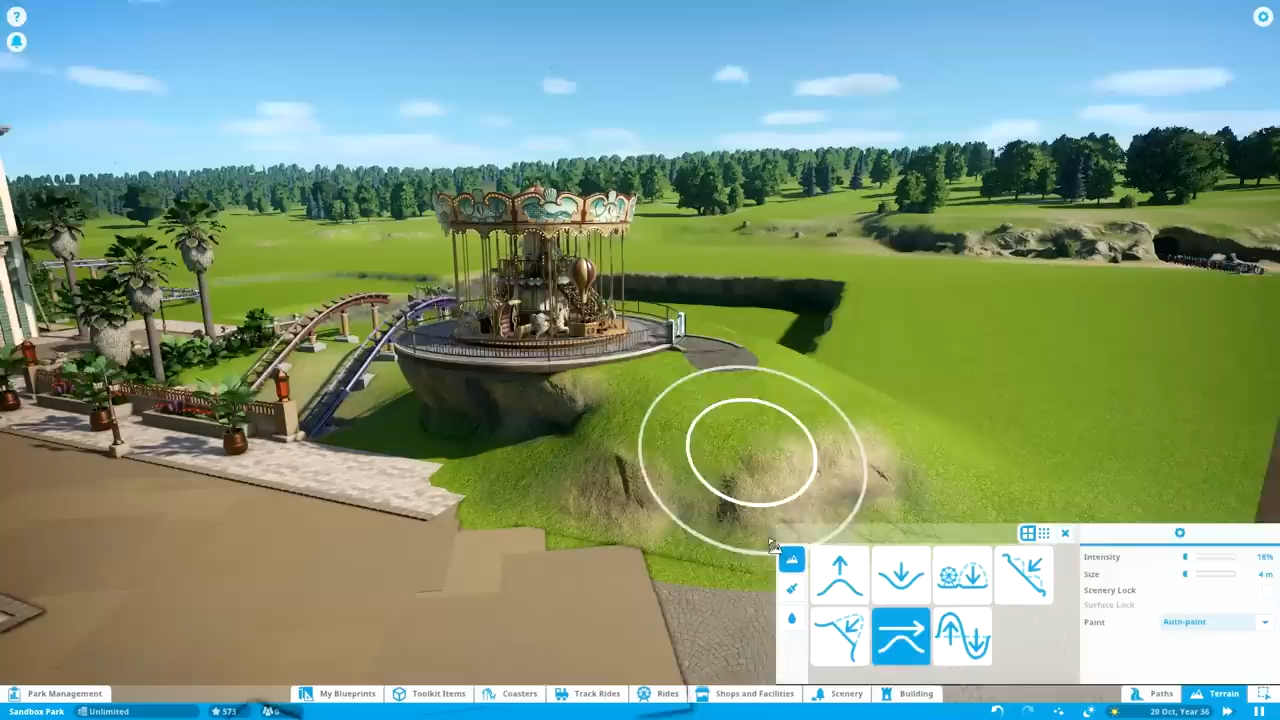 ?
Intensity 18%
Size 4 m
Scenery Lock
Surface Lock
Paint Auto-paint
Park Management My Blueprints Toolkit Items Coasters Track Rides Rides Shops and Facilities Scenery Building Paths Terrain
Sandbox Park Unlimited 573 0 20 Oct, Year 36